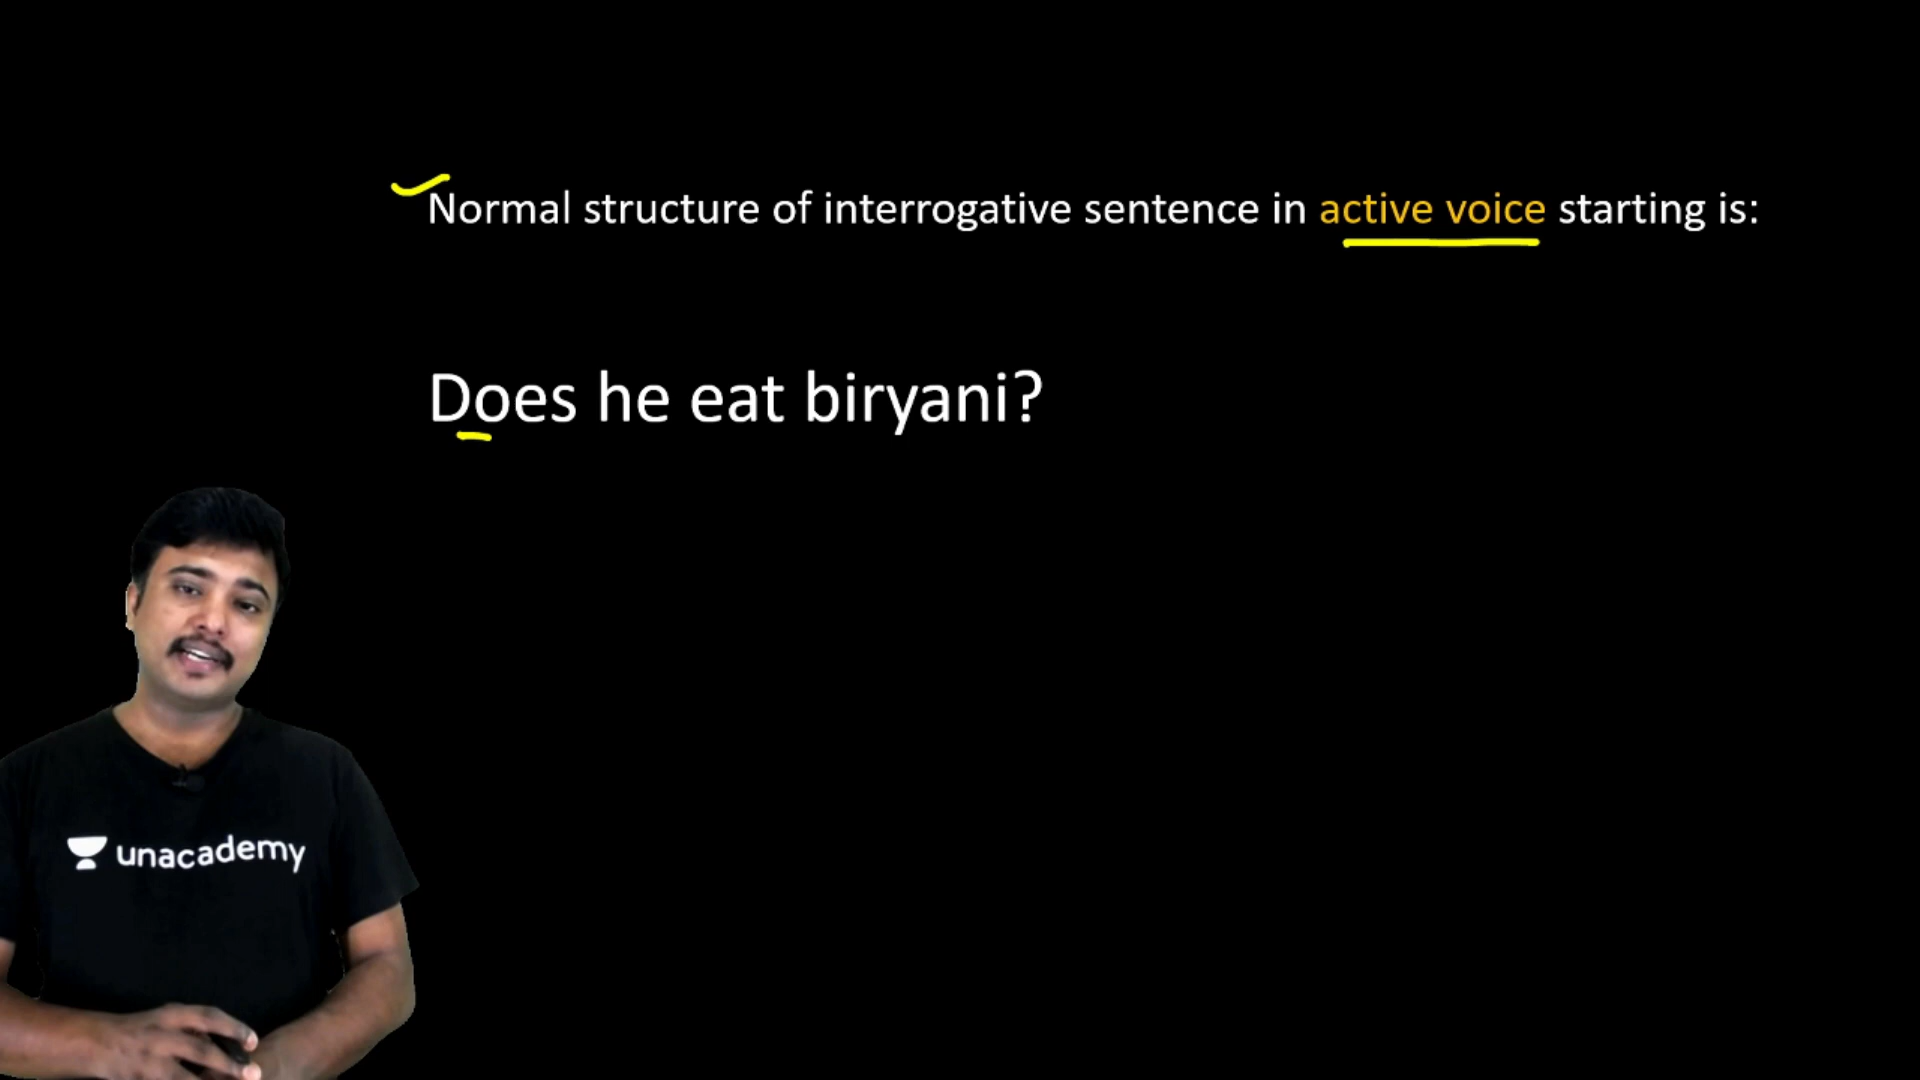 Normal structure of interrogative sentence in active voice starting is:
Does he eat biryani?
unacademy